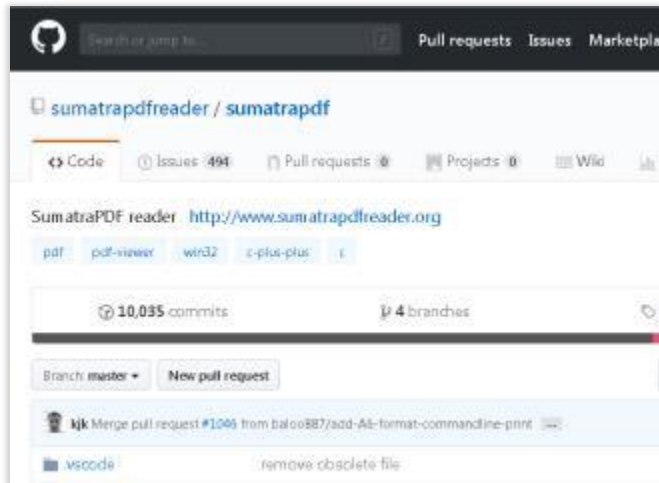 Search or jump to... /
Pull requests Issues Marketpla
sumatrapdfreader / sumatrapdf
Code Issues 494 Pull requests 0 Projects 0 Wiki
SumatraPDF reader http://www.sumatrapdfreader.org
pdf pdf-viewer win32 c-plus-plus c
10,035 commits 4 branches
Branch: master New pull request
kjk Merge pull request #1046 from baloo887/add-A6-format-commandline-print ...
.vscode remove obsolete file